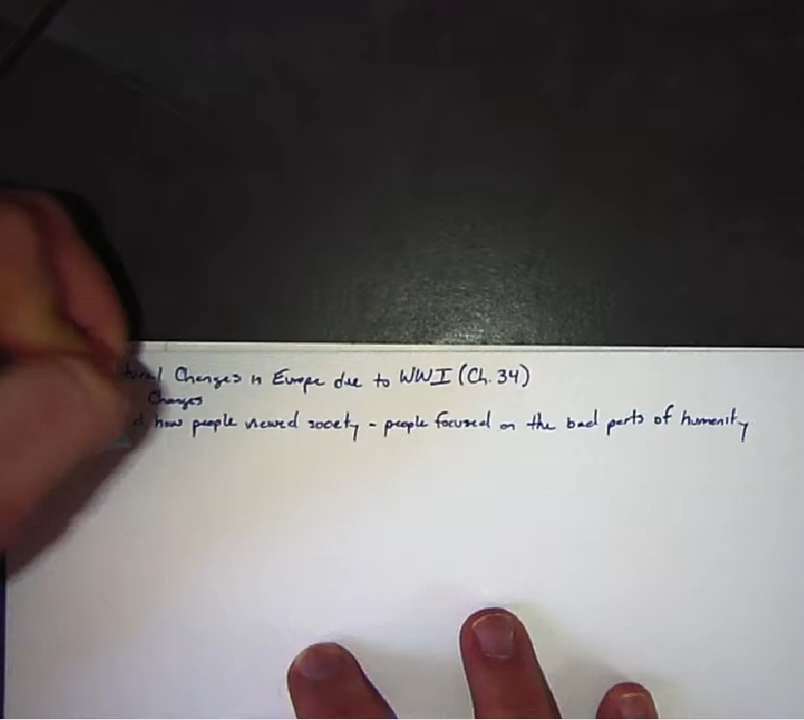 Changes in Europe due to WWI (Ch. 34)
Changes
how people viewed society - people focused on the bad parts of humanity